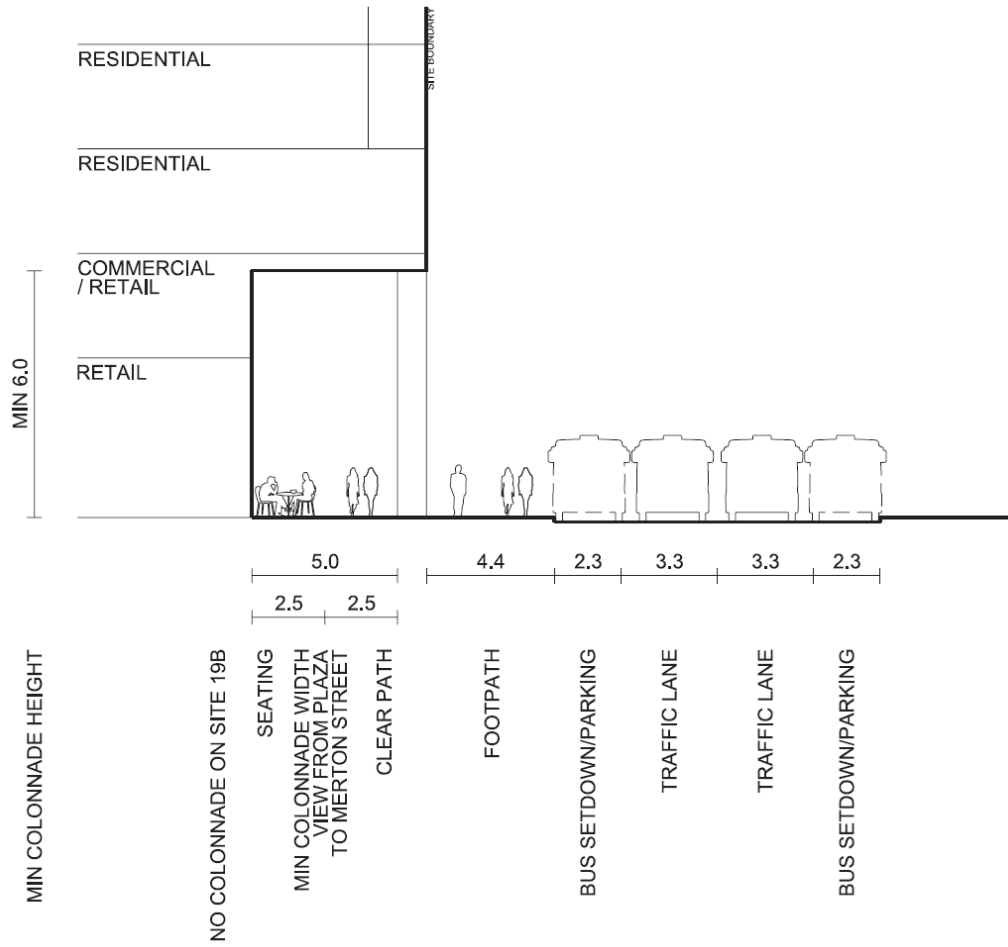 SITE BOUNDARY
RESIDENTIAL
RESIDENTIAL
COMMERCIAL
/ RETAIL
RETAIL
MIN 6.0
5.0
4.4
2.3
3.3
3.3
2.3
2.5
2.5
MIN COLONNADE HEIGHT
NO COLONNADE ON SITE 19B
SEATING
MIN COLONNADE WIDTH
VIEW FROM PLAZA
TO MERTON STREET
CLEAR PATH
FOOTPATH
BUS SETDOWN/PARKING
TRAFFIC LANE
TRAFFIC LANE
BUS SETDOWN/PARKING